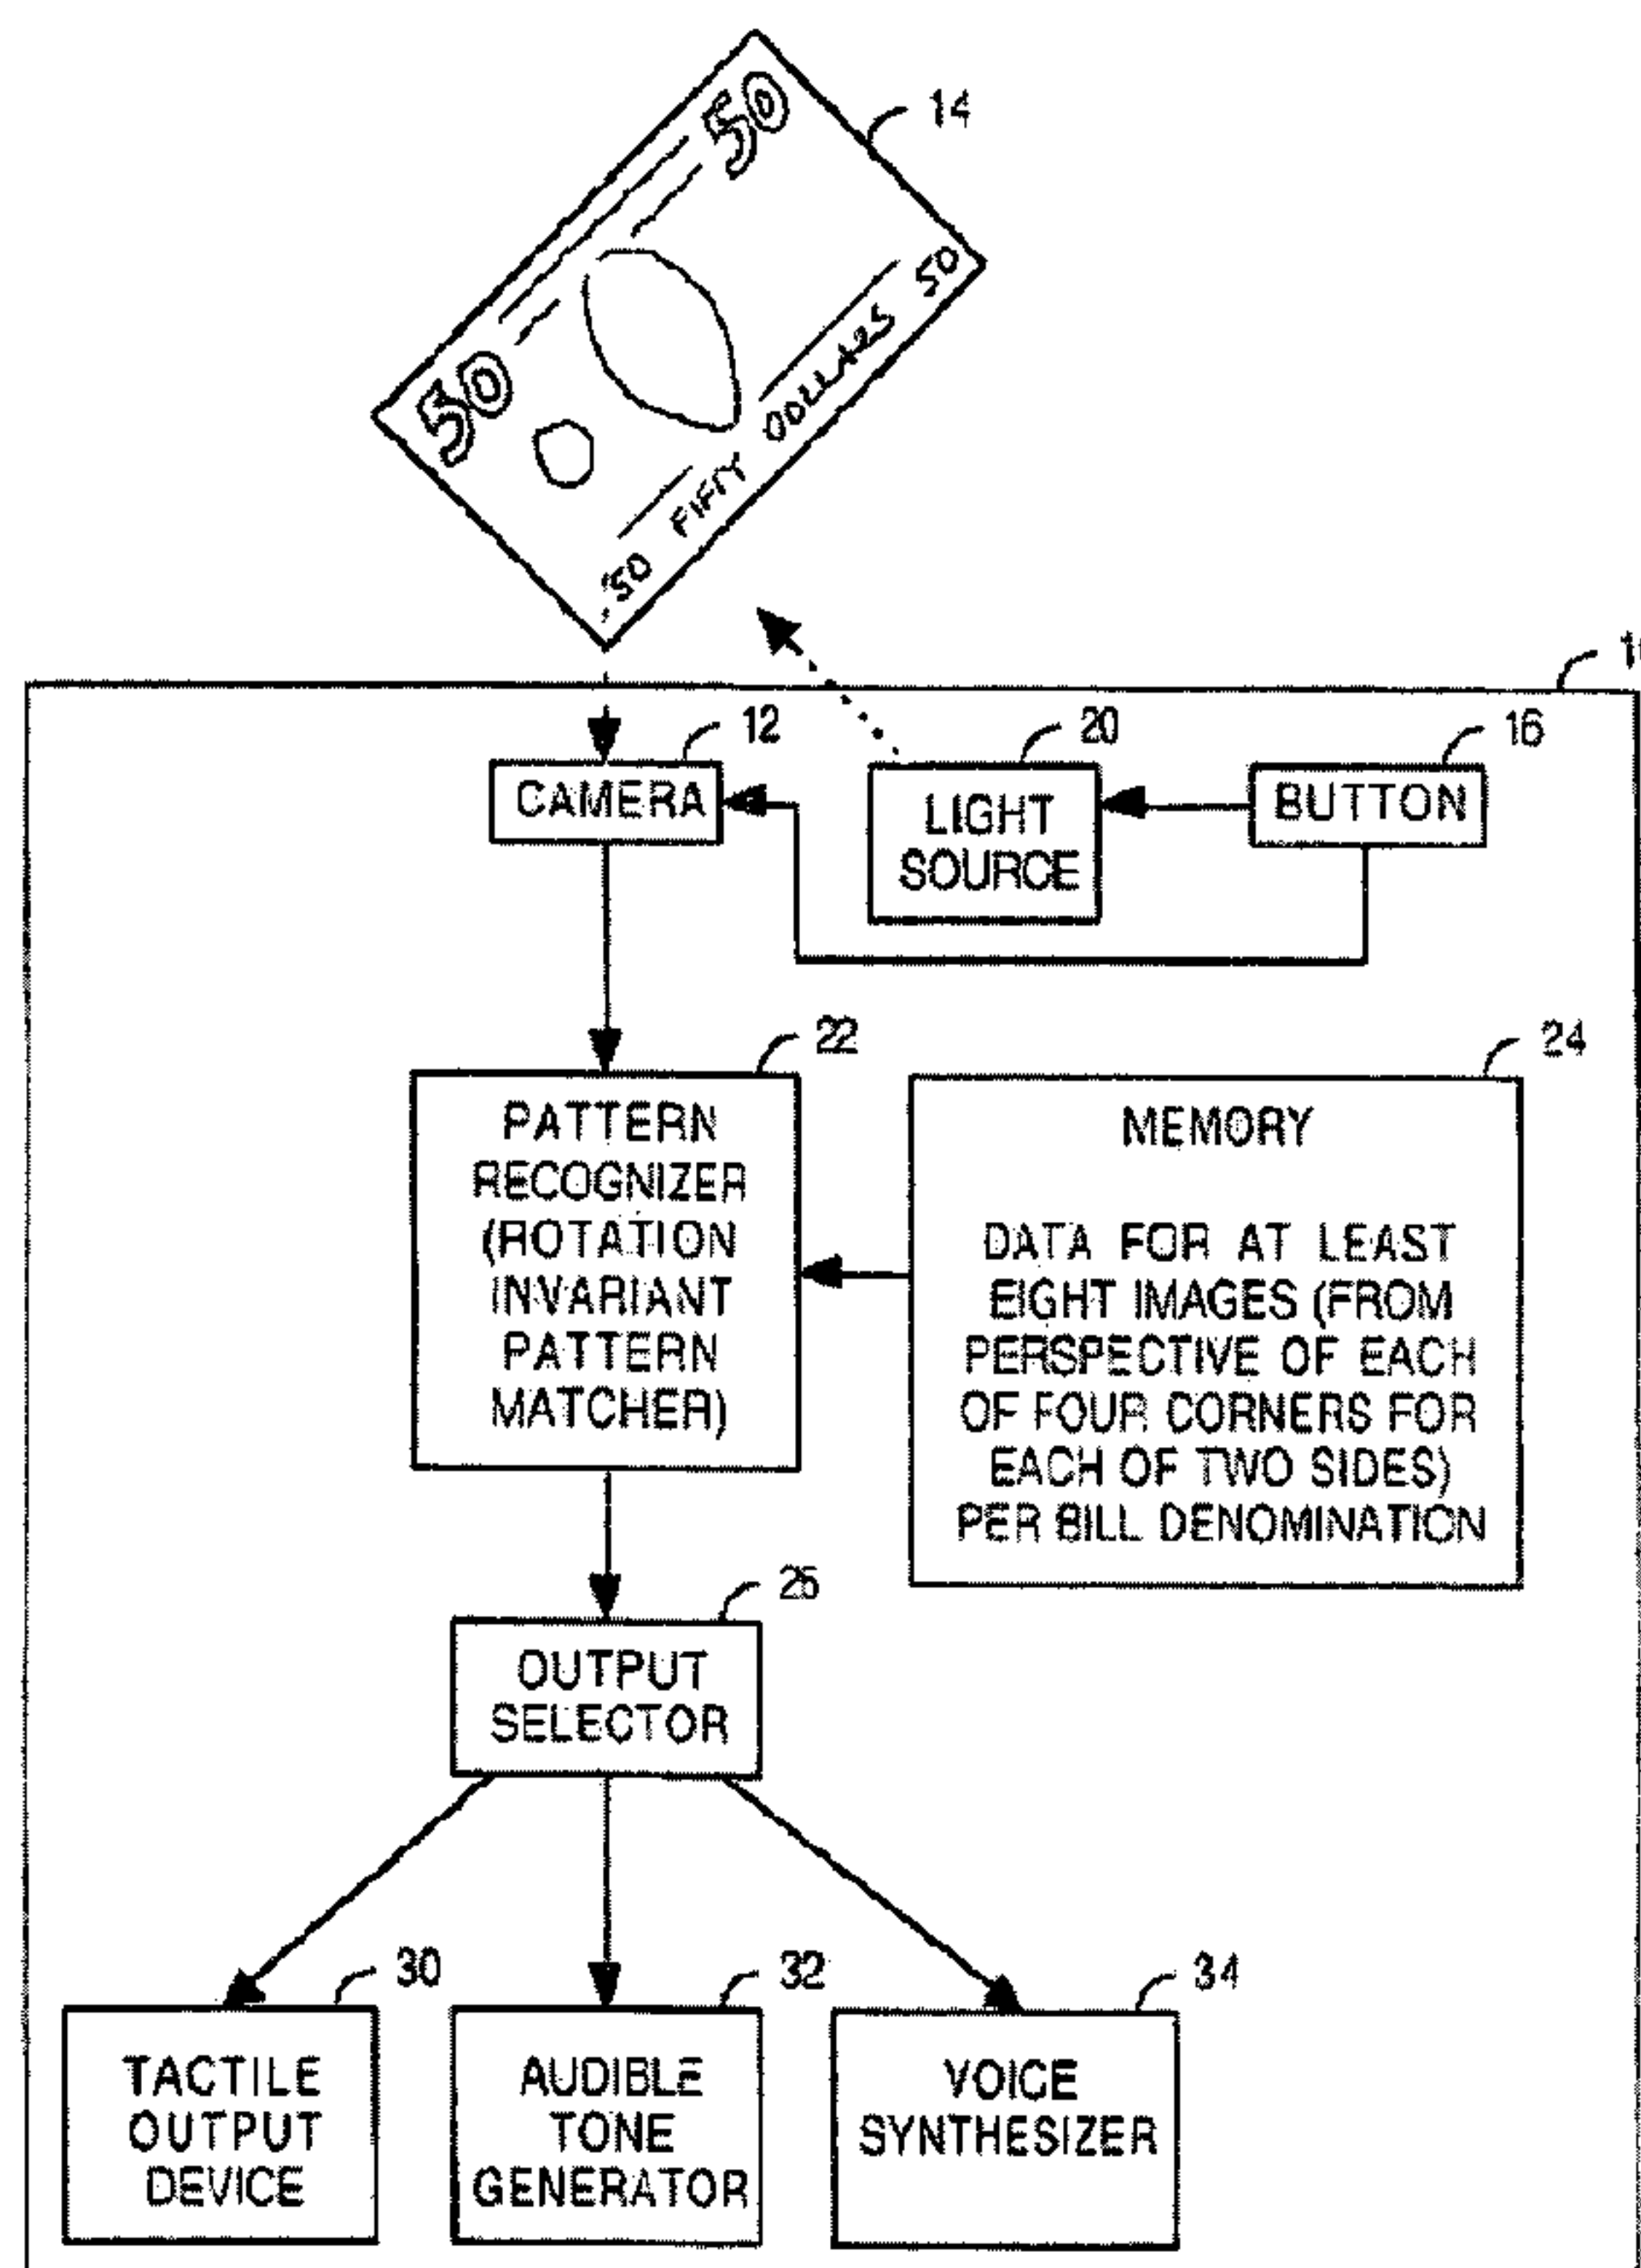 50
14
50
50
DOLLARS
FIFTY
50
12
20
16
CAMERA
LIGHT
SOURCE
BUTTON
22
24
PATTERN
RECOGNIZER
(ROTATION
INVARIANT
PATTERN
MATCHER)
MEMORY
DATA FOR AT LEAST
EIGHT IMAGES (FROM
PERSPECTIVE OF EACH
OF FOUR CORNERS FOR
EACH OF TWO SIDES)
PER BILL DENOMINATION
OUTPUT
SELECTOR
30
32
34
TACTILE
OUTPUT
DEVICE
AUDIBLE
TONE
GENERATOR
VOICE
SYNTHESIZER